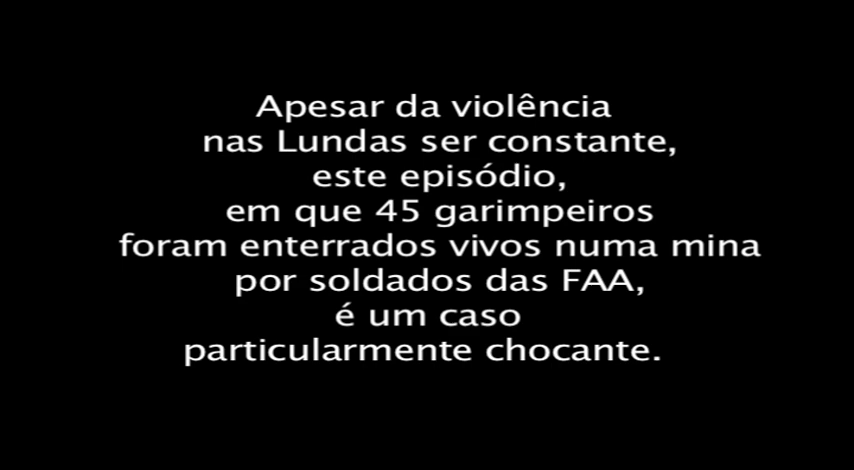 Apesar da violência
nas Lundas ser constante,
este episódio,
em que 45 garimpeiros
foram enterrados vivos numa mina
por soldados das FAA,
é um caso
particularmente chocante.